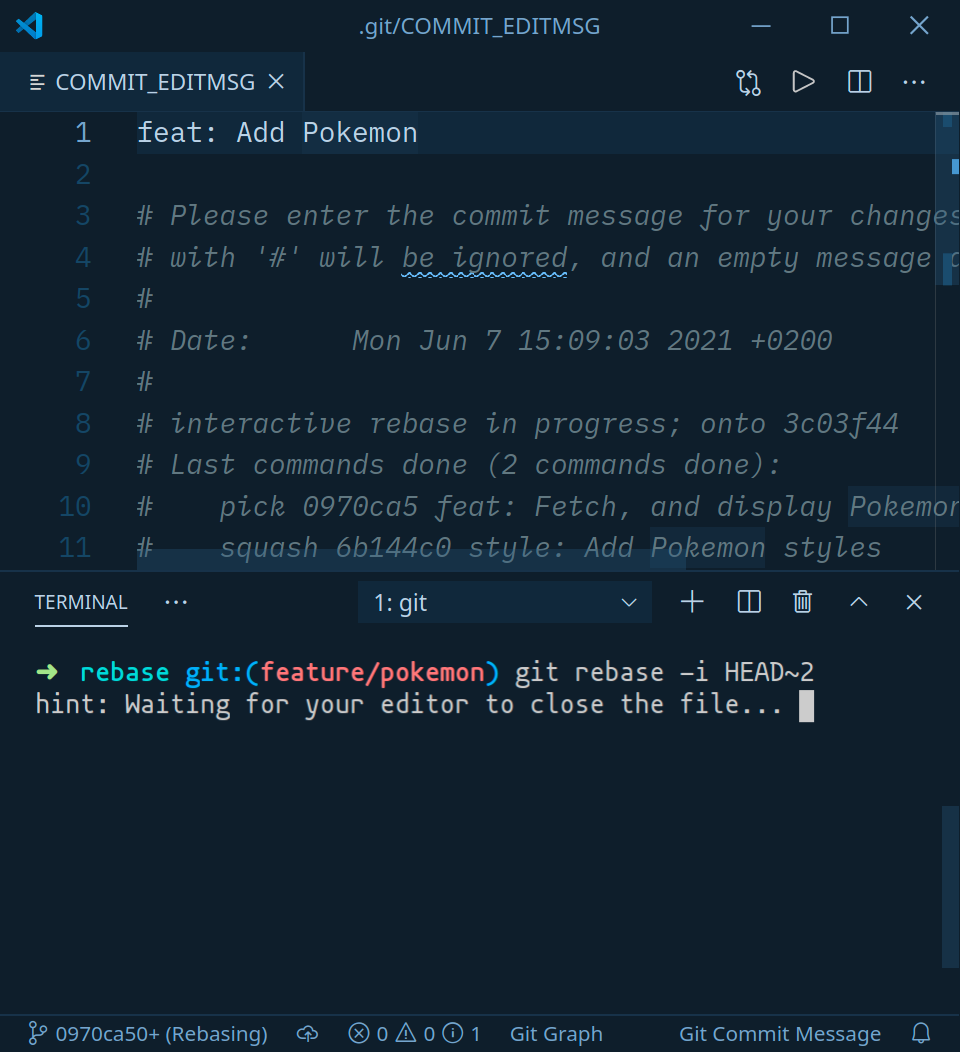 .git/COMMIT_EDITMSG
COMMIT_EDITMSG
1 feat: Add Pokemon
2
3 # Please enter the commit message for your changes
4 # with '#' will be ignored, and an empty message
5 #
6 # Date:      Mon Jun 7 15:09:03 2021 +0200
7 #
8 # interactive rebase in progress; onto 3c03f44
9 # Last commands done (2 commands done):
10 #    pick 0970ca5 feat: Fetch, and display Pokemon
11 #    squash 6b144c0 style: Add Pokemon styles
TERMINAL ··· 1: git
➜ rebase git:(feature/pokemon) git rebase -i HEAD~2
hint: Waiting for your editor to close the file...
0970ca50+ (Rebasing) 0 0 1 Git Graph Git Commit Message